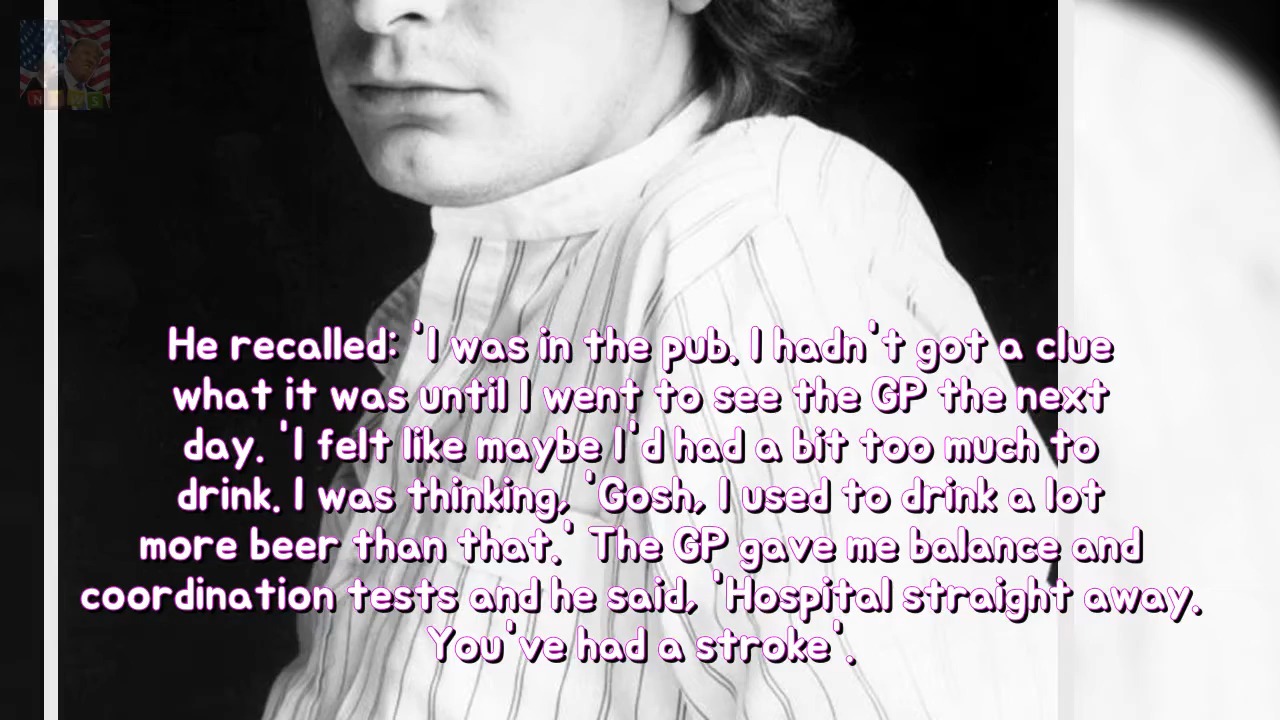 NEWS
He recalled: 'I was in the pub. I hadn't got a clue
what it was until I went to see the GP the next
day. 'I felt like maybe I'd had a bit too much to
drink. I was thinking, 'Gosh, I used to drink a lot
more beer than that.' The GP gave me balance and
coordination tests and he said, 'Hospital straight away.
You've had a stroke'.